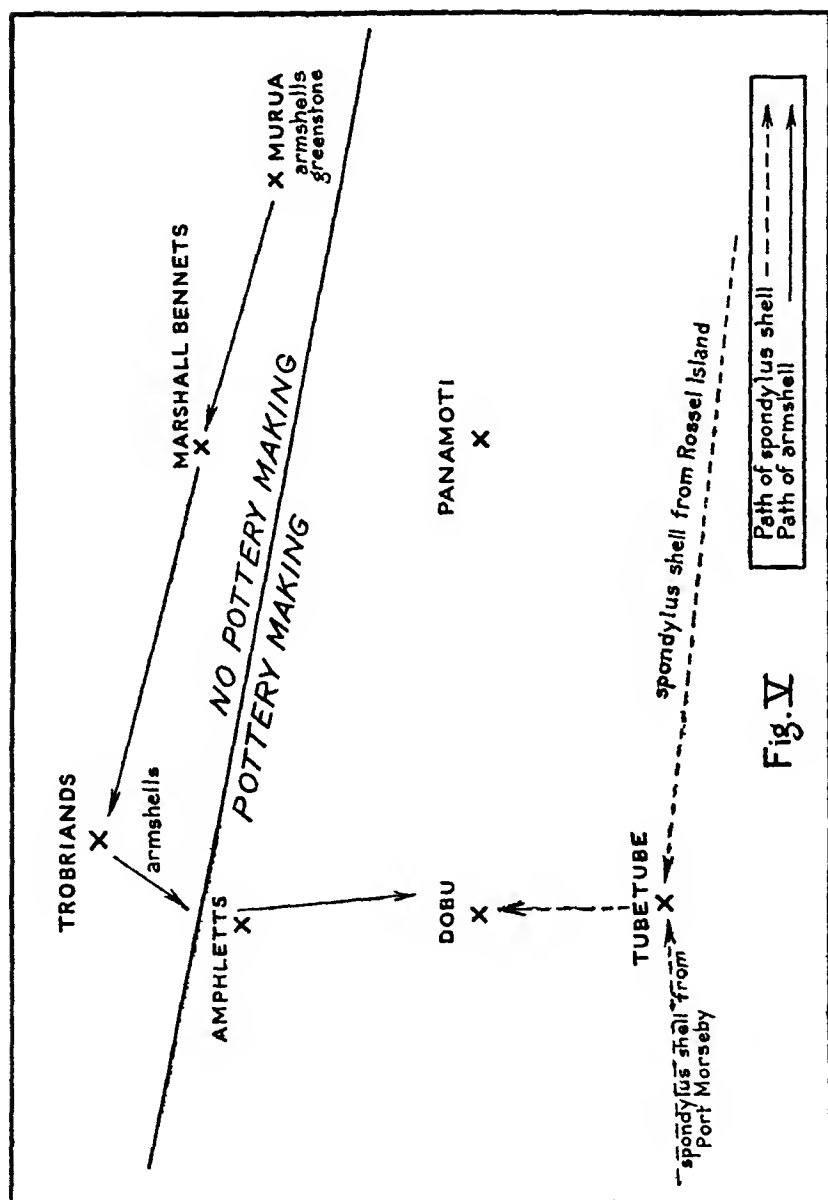 TROBRIANDS
armshells
MARSHALL BENNETS
MURUA
armshells
greenstone
NO POTTERY MAKING
POTTERY MAKING
AMPHLETTS
DOBU
PANAMOTI
TUBETUBE
spondylus shell from
Port Morseby
spondylus shell from Rossel Island
Fig. V
Path of spondylus shell
Path of armshell